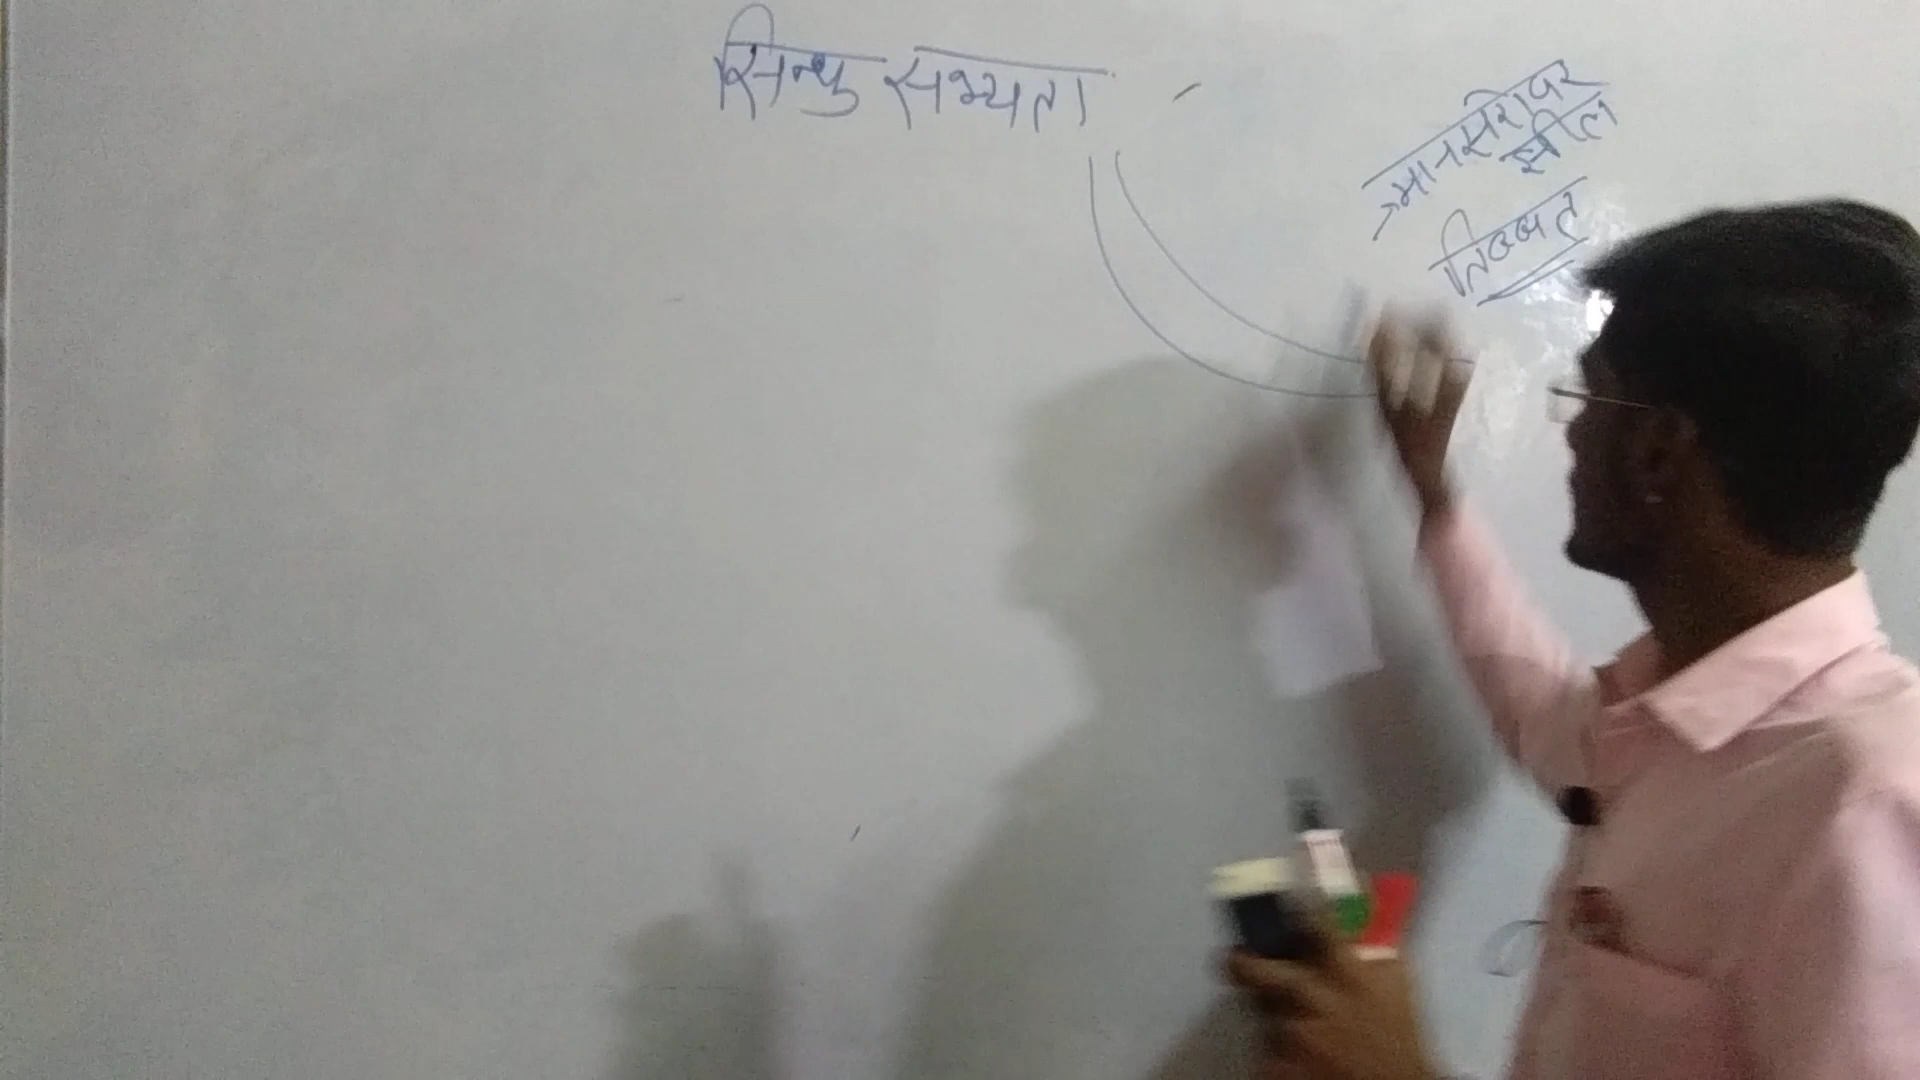 सिन्धु सभ्यता
मानसरोवर
झील
तिब्बत